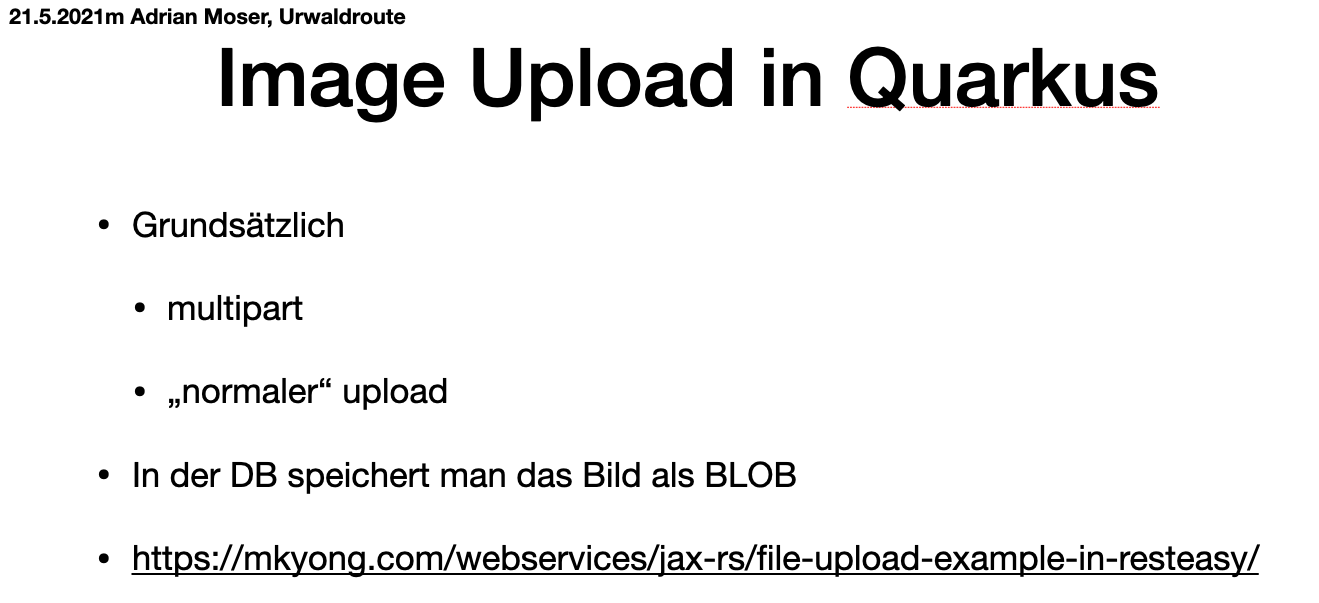 21.5.2021m Adrian Moser, Urwaldroute
Image Upload in Quarkus
• Grundsätzlich
• multipart
• „normaler“ upload
• In der DB speichert man das Bild als BLOB
• https://mkyong.com/webservices/jax-rs/file-upload-example-in-resteasy/